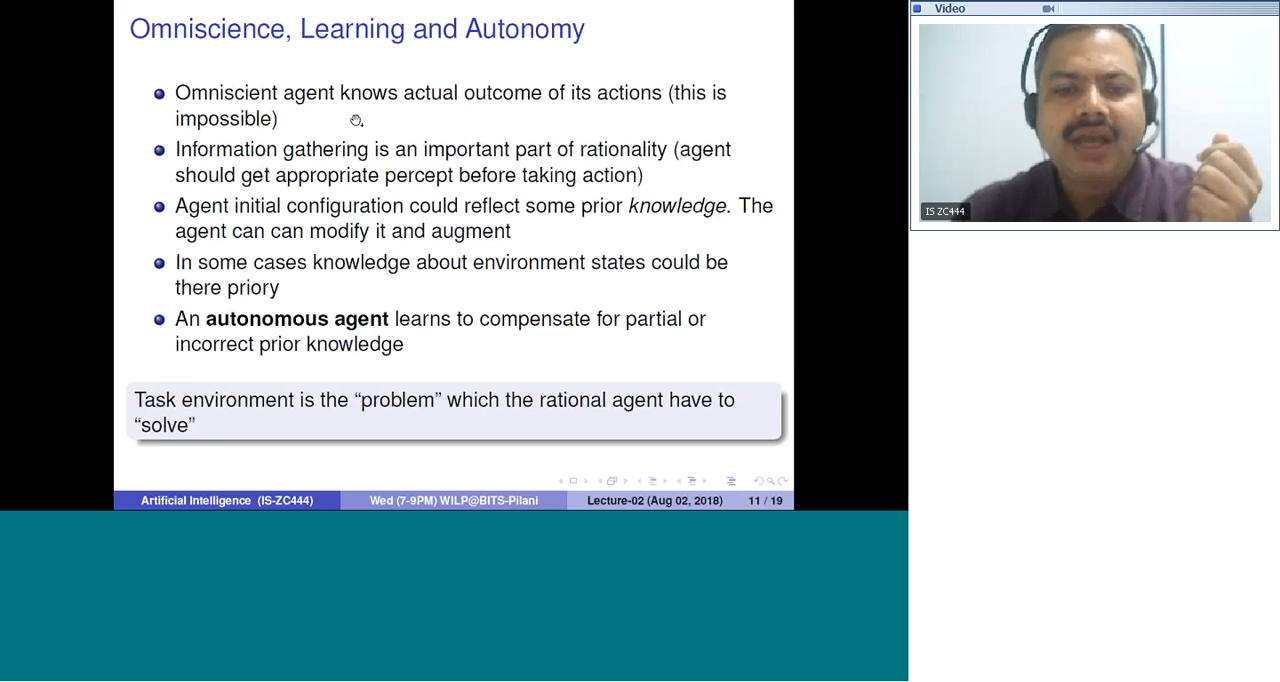 Omniscience, Learning and Autonomy
Omniscient agent knows actual outcome of its actions (this is
impossible)
Information gathering is an important part of rationality (agent
should get appropriate percept before taking action)
Agent initial configuration could reflect some prior knowledge. The
agent can can modify it and augment
In some cases knowledge about environment states could be
there priory
An autonomous agent learns to compensate for partial or
incorrect prior knowledge
Task environment is the “problem” which the rational agent have to
“solve”
Artificial Intelligence (IS-ZC444) Wed (7-9PM) WILP@BITS-Pilani Lecture-02 (Aug 02, 2018) 11 / 19
Video
IS ZC444